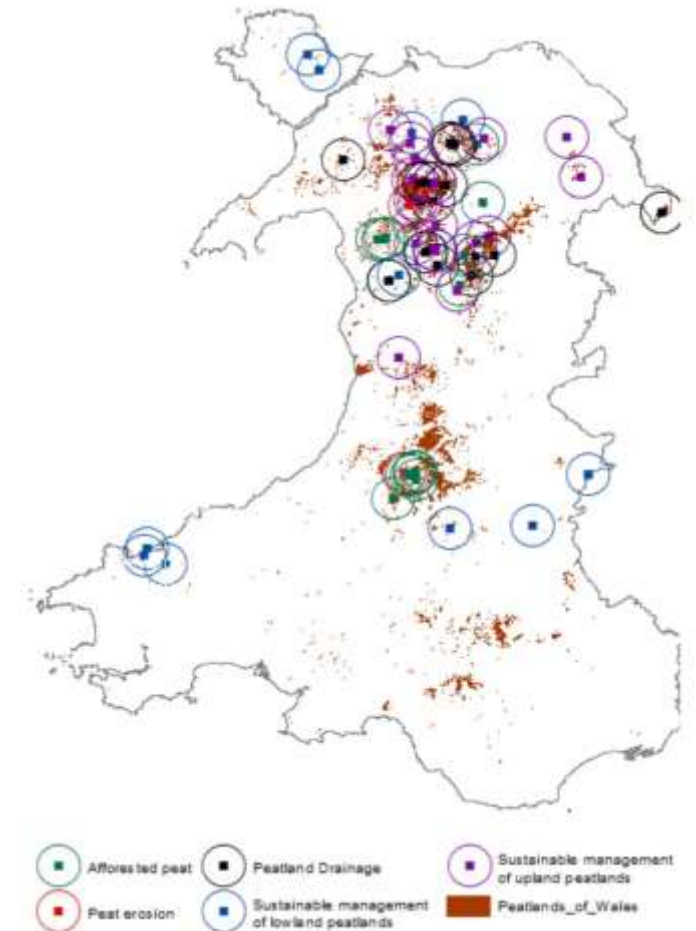 Afforested peat
Peatland Drainage
Sustainable management
of upland peatlands
Peat erosion
Sustainable management
of lowland peatlands
Peatlands_of_Wales